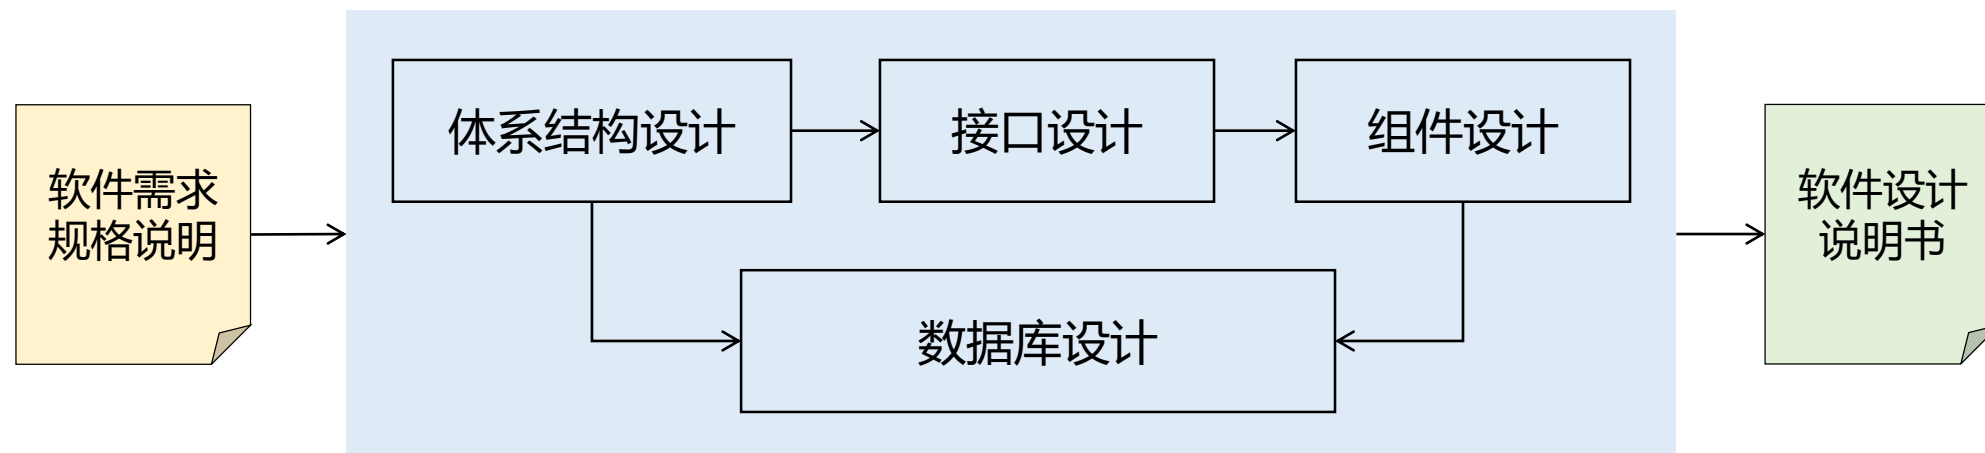 软件需求
规格说明
体系结构设计
接口设计
组件设计
数据库设计
软件设计
说明书